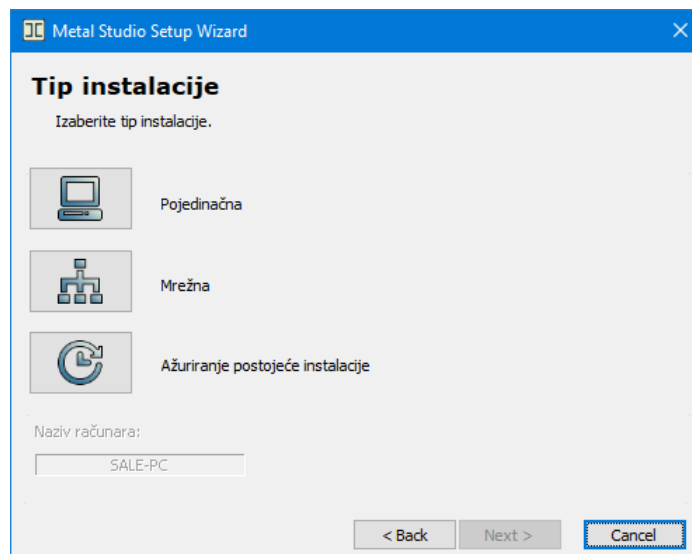 Metal Studio Setup Wizard
Tip instalacije
Izaberite tip instalacije.
Pojedinačna
Mrežna
Ažuriranje postojeće instalacije
Naziv računara:
SALE-PC
< Back Next > Cancel